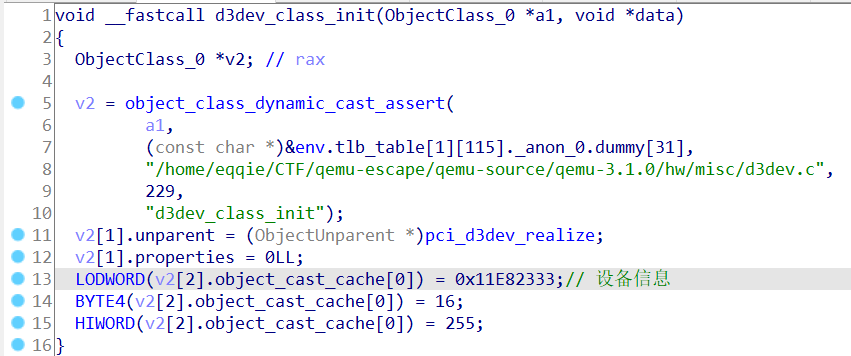 1 void __fastcall d3dev_class_init(ObjectClass_0 *a1, void *data)
2 {
3 ObjectClass_0 *v2; // rax
4
5 v2 = object_class_dynamic_cast_assert(
6 a1,
7 (const char *)&env.tlb_table[1][115]._anon_0.dummy[31],
8 "/home/eqqie/CTF/qemu-escape/qemu-source/qemu-3.1.0/hw/misc/d3dev.c",
9 229,
10 "d3dev_class_init");
11 v2[1].unparent = (ObjectUnparent *)pci_d3dev_realize;
12 v2[1].properties = 0LL;
13 LODWORD(v2[2].object_cast_cache[0]) = 0x11E82333;// 设备信息
14 BYTE4(v2[2].object_cast_cache[0]) = 16;
15 HIWORD(v2[2].object_cast_cache[0]) = 255;
16 }